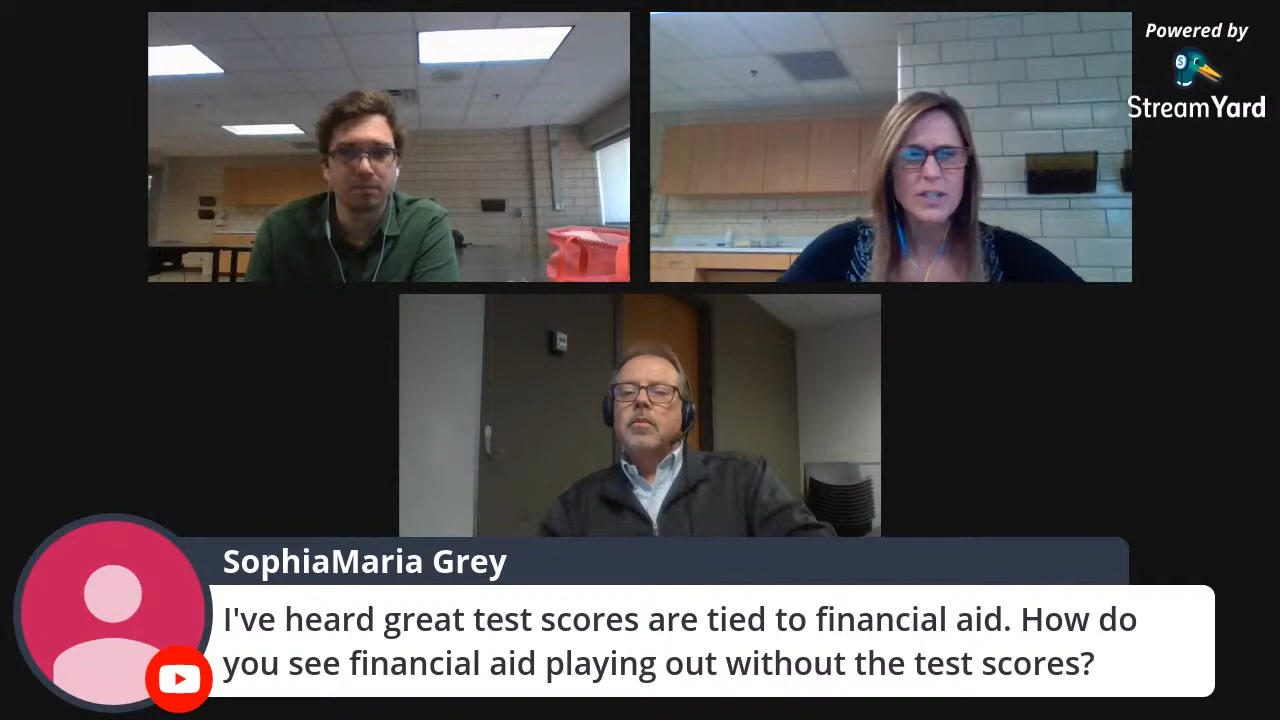 Powered by
StreamYard
SophiaMaria Grey
I've heard great test scores are tied to financial aid. How do
you see financial aid playing out without the test scores?